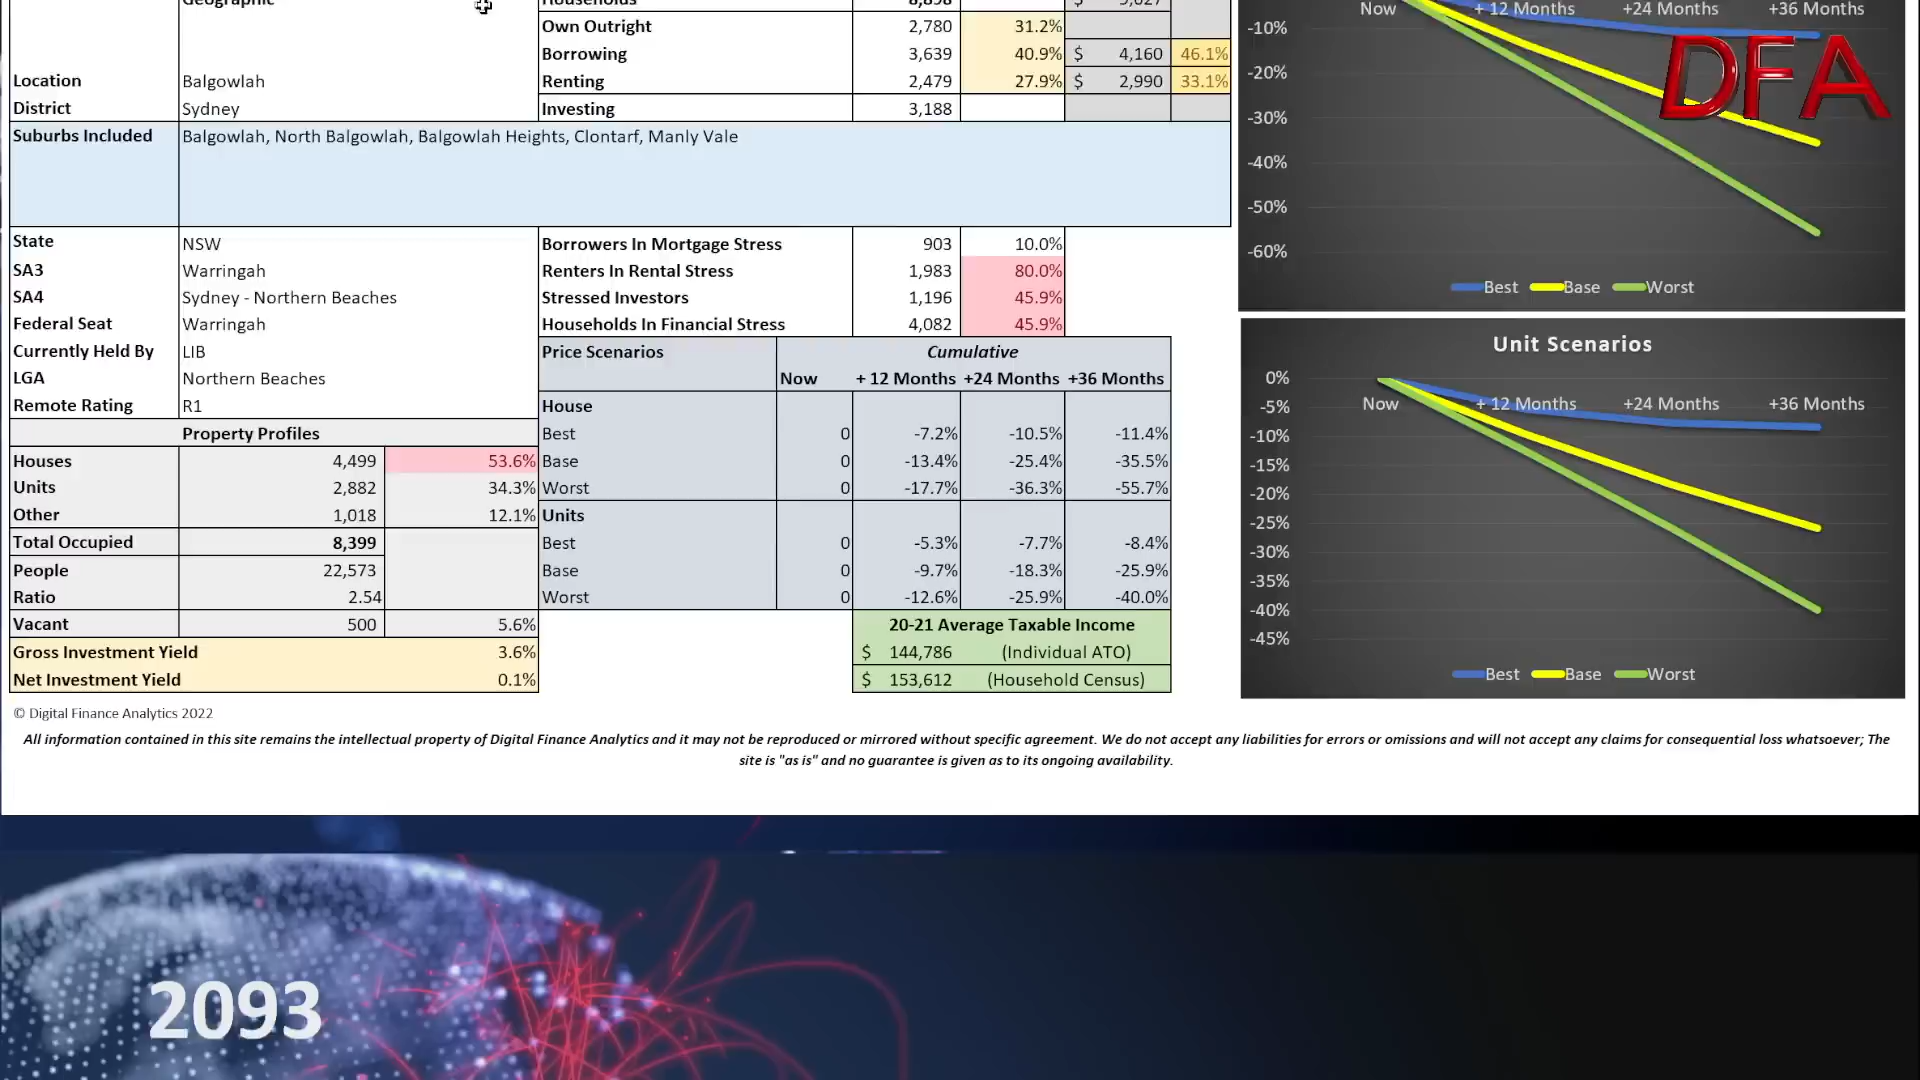 Geographic
Households 8,898 $ 9,027
Own Outright 2,780 31.2%
Borrowing 3,639 40.9% $ 4,160 46.1%
Location Balgowlah Renting 2,479 27.9% $ 2,990 33.1%
District Sydney Investing 3,188
Suburbs Included Balgowlah, North Balgowlah, Balgowlah Heights, Clontarf, Manly Vale
State NSW Borrowers In Mortgage Stress 903 10.0%
SA3 Warringah Renters In Rental Stress 1,983 80.0%
SA4 Sydney - Northern Beaches Stressed Investors 1,196 45.9%
Federal Seat Warringah Households In Financial Stress 4,082 45.9%
Currently Held By LIB Price Scenarios Cumulative
LGA Northern Beaches Now + 12 Months +24 Months +36 Months
Remote Rating R1 House
Property Profiles Best 0 -7.2% -10.5% -11.4%
Houses 4,499 53.6% Base 0 -13.4% -25.4% -35.5%
Units 2,882 34.3% Worst 0 -17.7% -36.3% -55.7%
Other 1,018 12.1% Units
Total Occupied 8,399 Best 0 -5.3% -7.7% -8.4%
People 22,573 Base 0 -9.7% -18.3% -25.9%
Ratio 2.54 Worst 0 -12.6% -25.9% -40.0%
Vacant 500 5.6% 20-21 Average Taxable Income
Gross Investment Yield 3.6% $ 144,786 (Individual ATO)
Net Investment Yield 0.1% $ 153,612 (Household Census)
Now + 12 Months +24 Months +36 Months
-10%
DFA
-20%
-30%
-40%
-50%
-60%
Best Base Worst
Unit Scenarios
0%
Now + 12 Months +24 Months +36 Months
-5%
-10%
-15%
-20%
-25%
-30%
-35%
-40%
-45%
Best Base Worst
© Digital Finance Analytics 2022
All information contained in this site remains the intellectual property of Digital Finance Analytics and it may not be reproduced or mirrored without specific agreement. We do not accept any liabilities for errors or omissions and will not accept any claims for consequential loss whatsoever; The
site is "as is" and no guarantee is given as to its ongoing availability.
2093